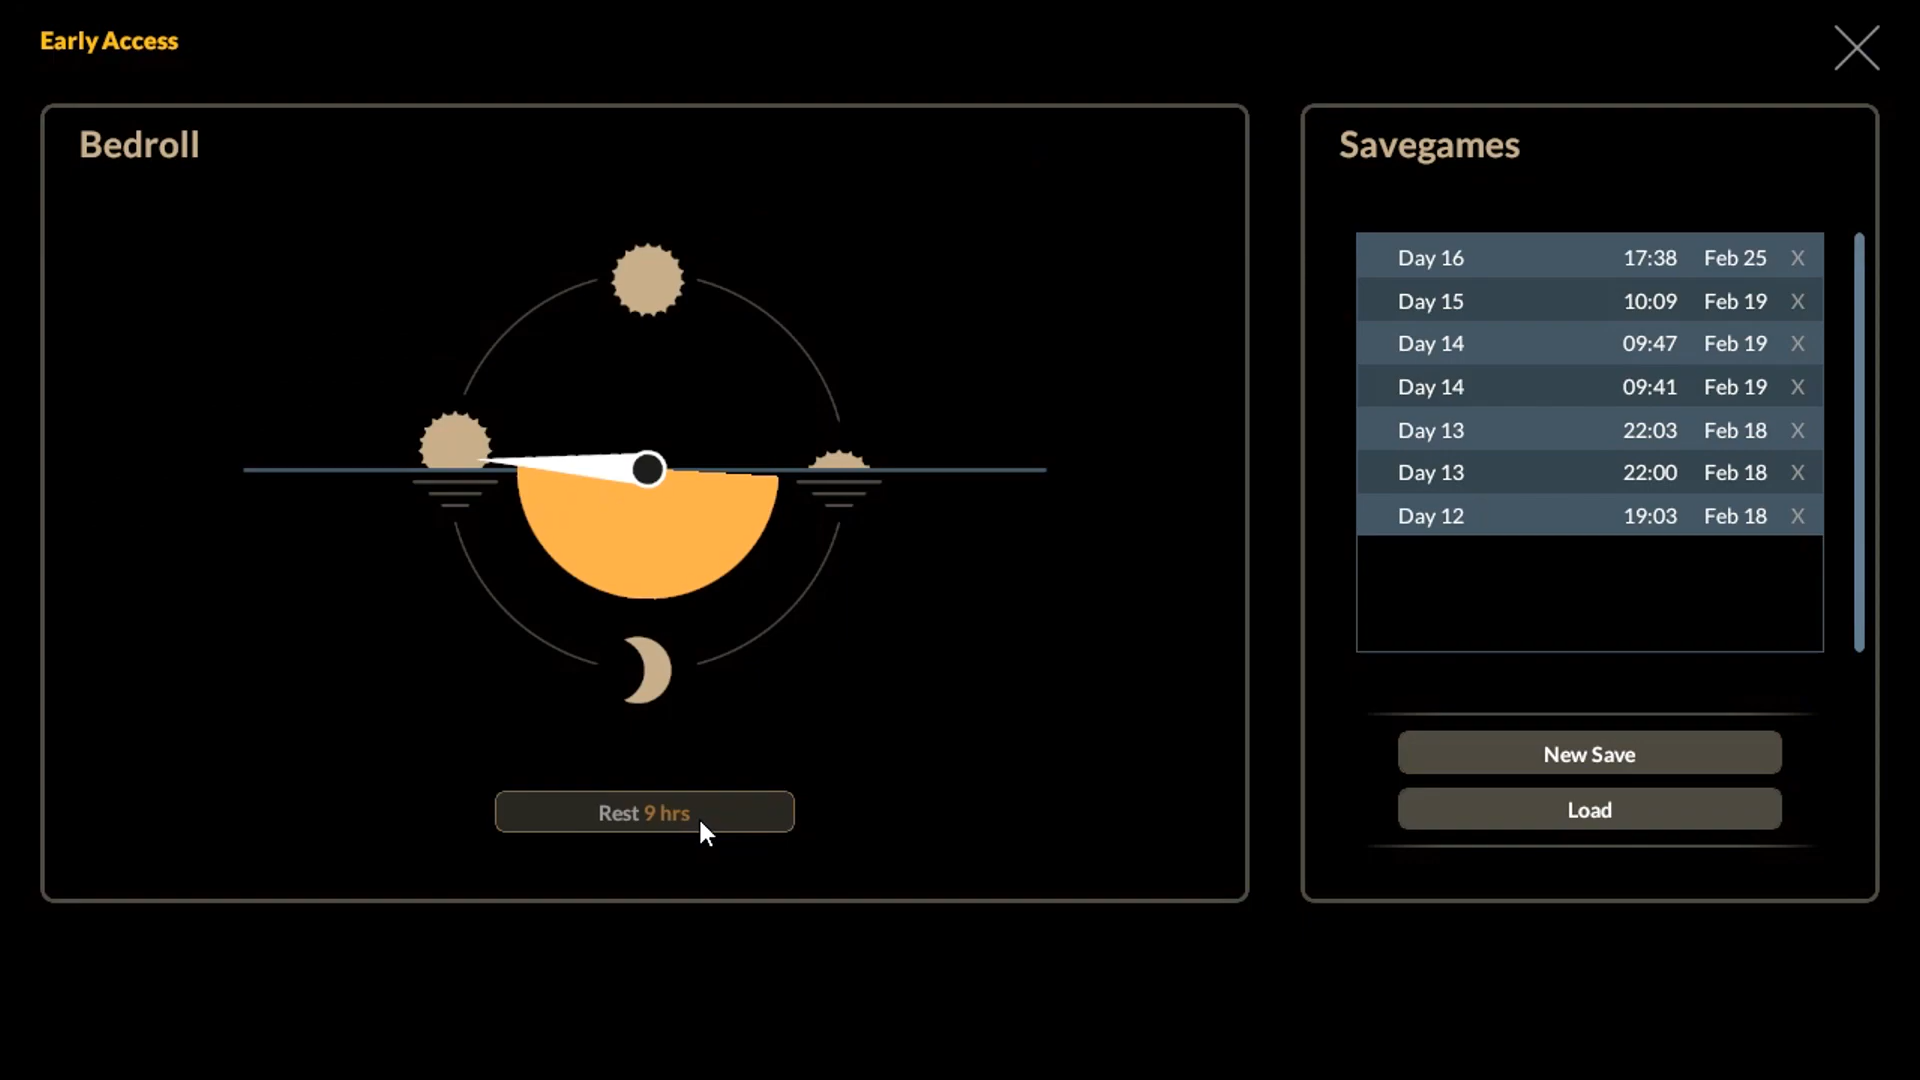 Early Access
Bedroll
Rest 9 hrs
Savegames
Day 16 17:38 Feb 25 X
Day 15 10:09 Feb 19 X
Day 14 09:47 Feb 19 X
Day 14 09:41 Feb 19 X
Day 13 22:03 Feb 18 X
Day 13 22:00 Feb 18 X
Day 12 19:03 Feb 18 X
New Save
Load